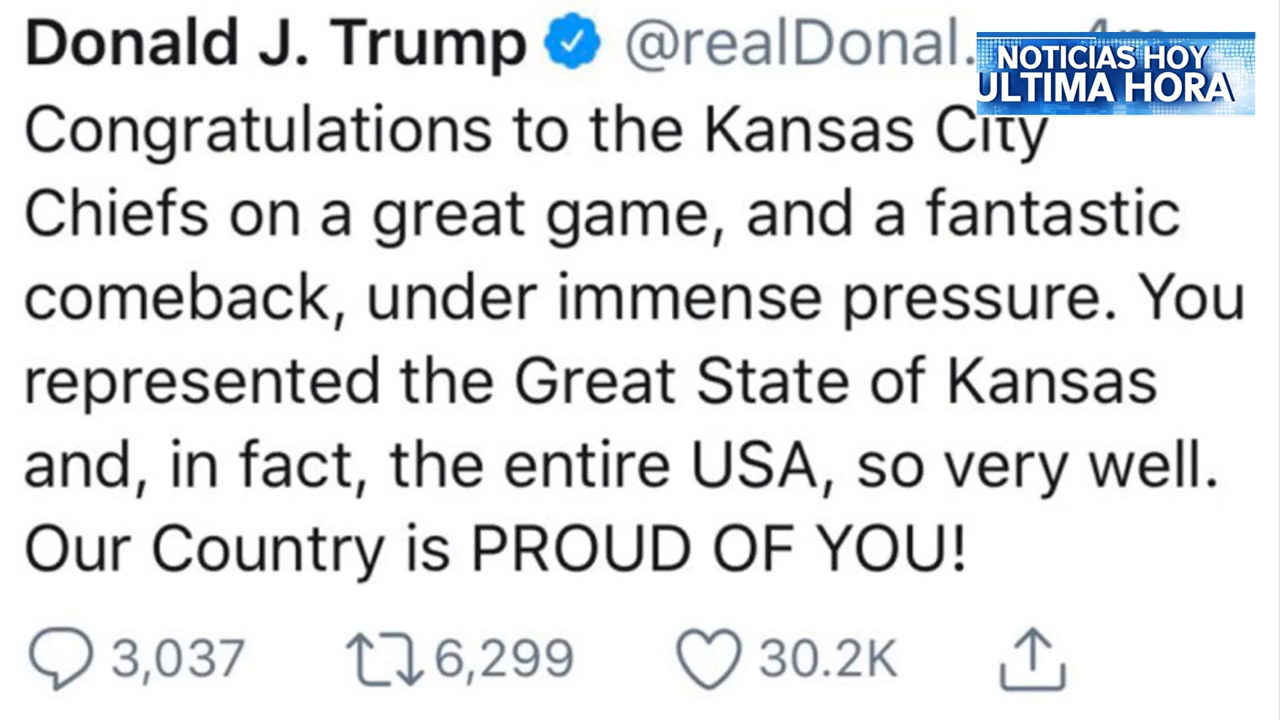 Donald J. Trump @realDonal...
NOTICIAS HOY
ULTIMA HORA
Congratulations to the Kansas City
Chiefs on a great game, and a fantastic
comeback, under immense pressure. You
represented the Great State of Kansas
and, in fact, the entire USA, so very well.
Our Country is PROUD OF YOU!
3,037 6,299 30.2K